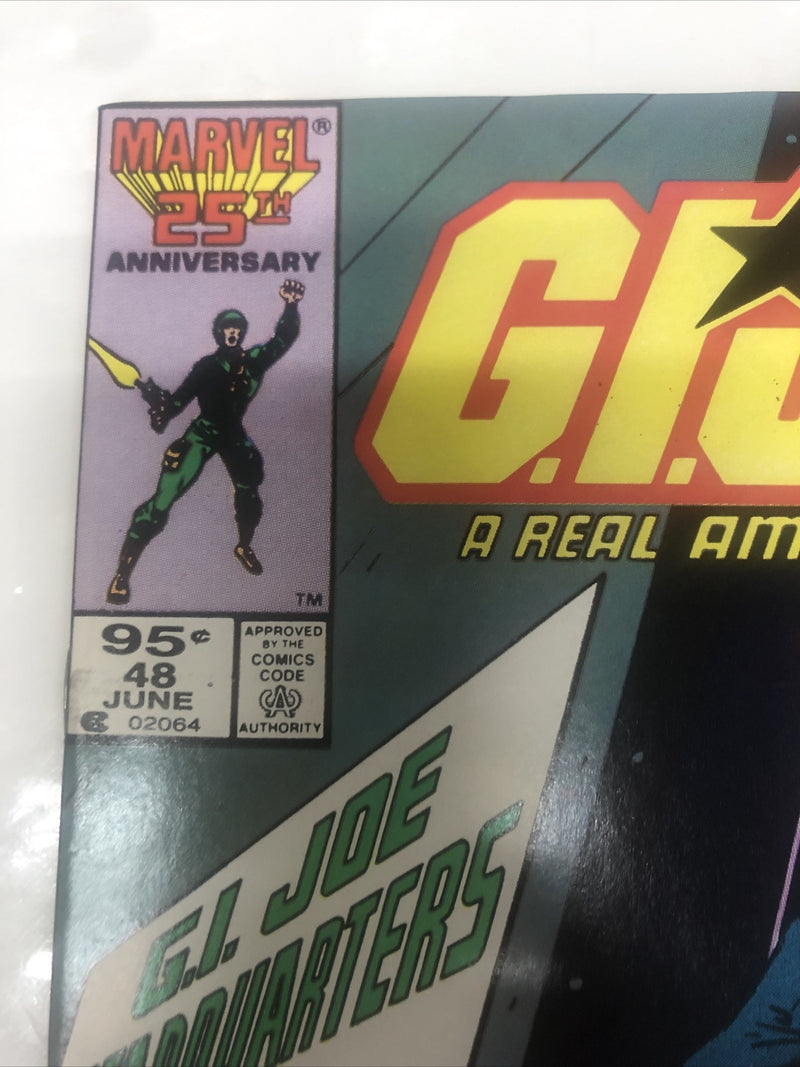 MARVEL®
25TH
ANNIVERSARY
TM
95¢
48
JUNE
02064
APPROVED
BY THE
COMICS
CODE
AUTHORITY
G.I.
A REAL AM
G.I. JOE